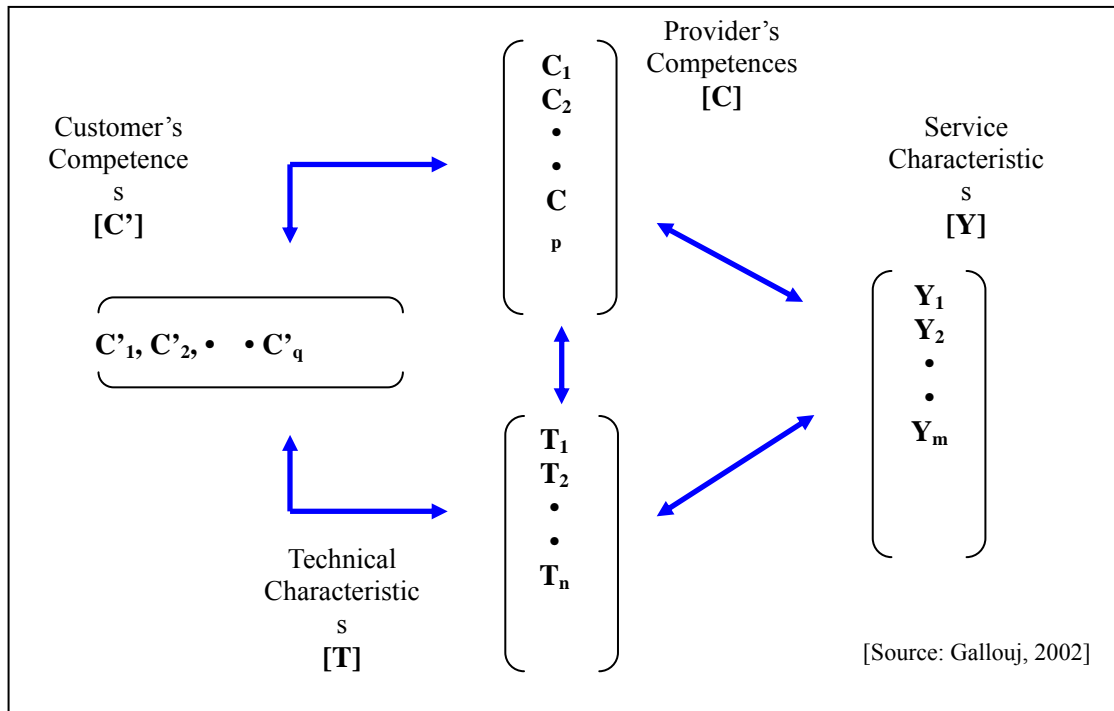 Provider’s
Competences
[C]
C1
C2
•
•
C
p
Customer’s
Competence
s
[C’]
C’1, C’2, • • C’q
Service
Characteristic
s
[Y]
Y1
Y2
•
•
Ym
T1
T2
•
•
Tn
Technical
Characteristic
s
[T]
[Source: Gallouj, 2002]